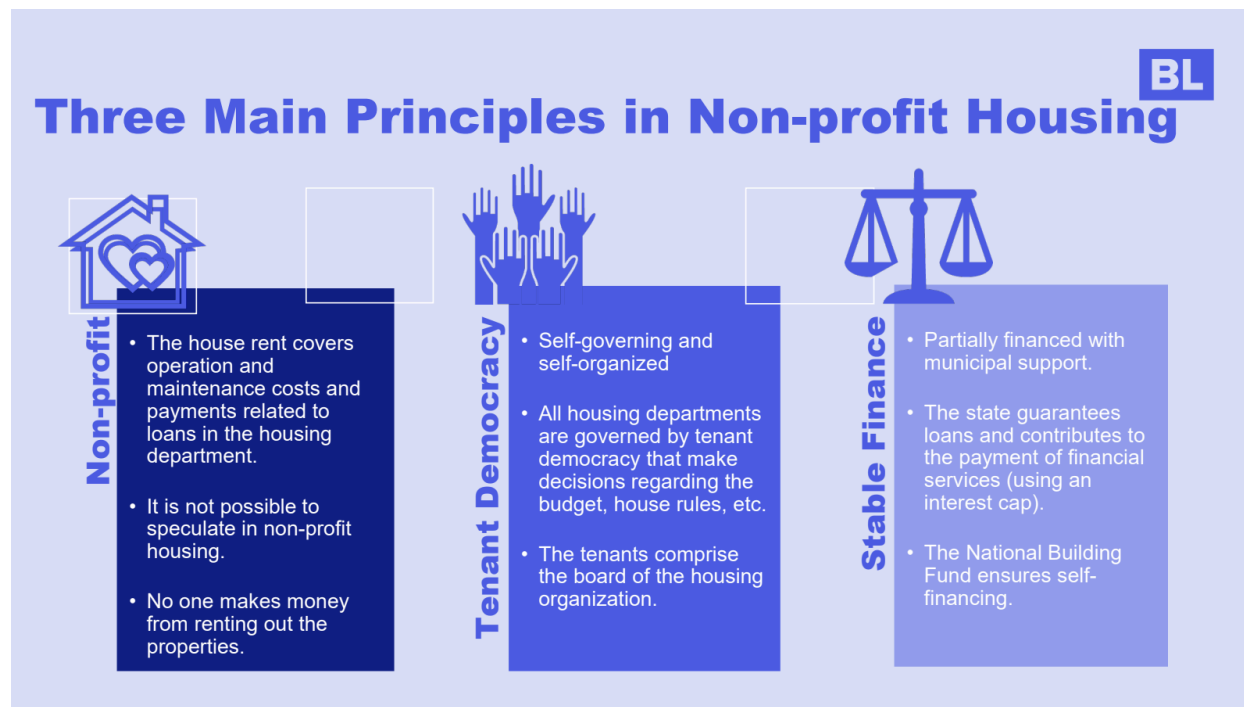 BL
Three Main Principles in Non-profit Housing
Non-profit
• The house rent covers
operation and
maintenance costs and
payments related to
loans in the housing
department.
• It is not possible to
speculate in non-profit
housing.
• No one makes money
from renting out the
properties.
Tenant Democracy
• Self-governing and
self-organized
• All housing departments
are governed by tenant
democracy that make
decisions regarding the
budget, house rules, etc.
• The tenants comprise
the board of the housing
organization.
Stable Finance
• Partially financed with
municipal support.
• The state guarantees
loans and contributes to
the payment of financial
services (using an
interest cap).
• The National Building
Fund ensures self-
financing.